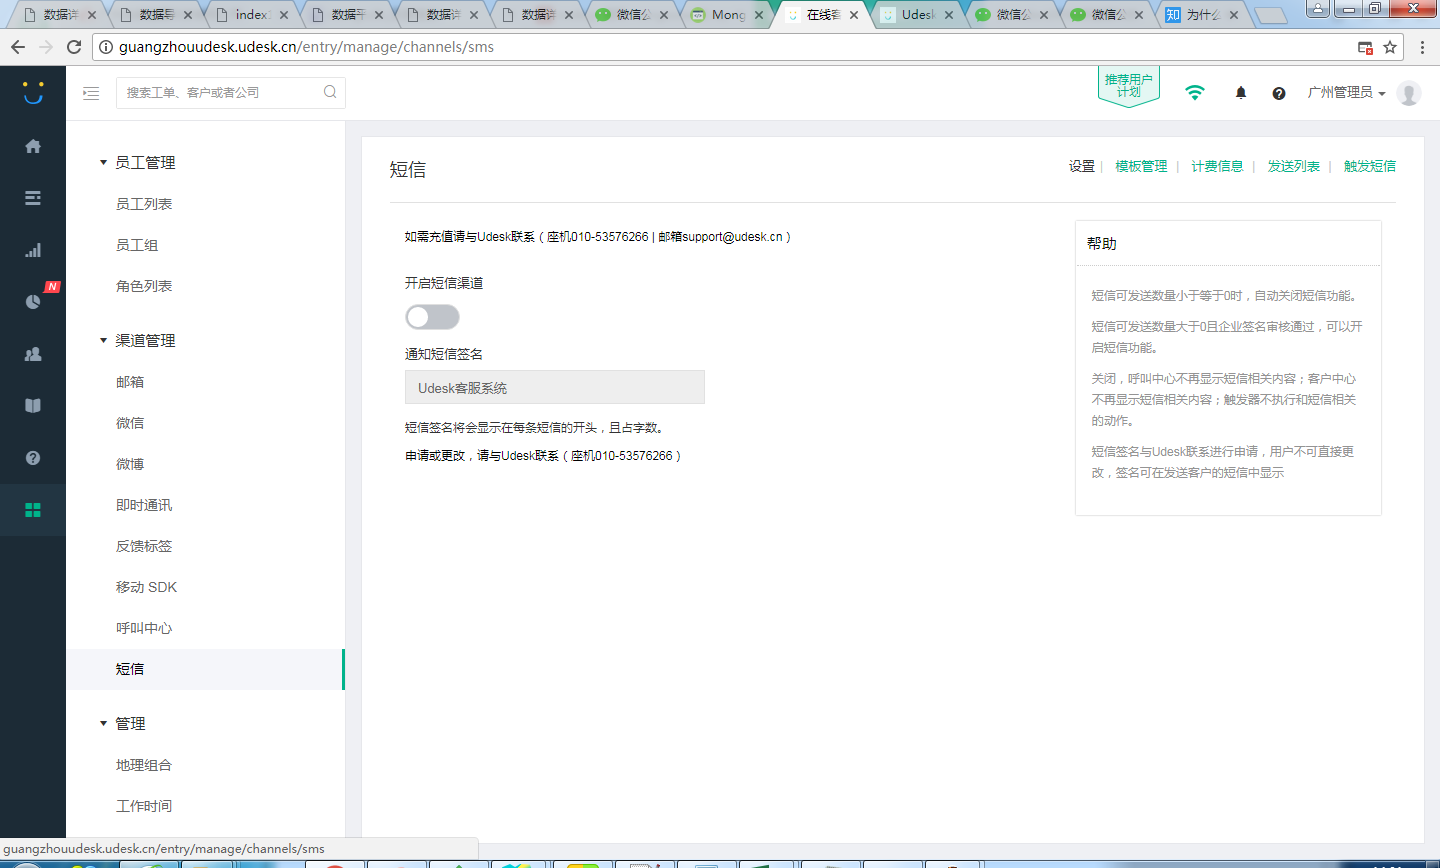 数据详
数据导
index
数据平
数据详
数据详
微信公
Mong
在线客
Udesk
微信公
微信公
知 为什么
guangzhouudesk.udesk.cn/entry/manage/channels/sms
搜索工单、客户或者公司
推荐用户
计划
广州管理员
N
员工管理
员工列表
员工组
角色列表
渠道管理
邮箱
微信
微博
即时通讯
反馈标签
移动 SDK
呼叫中心
短信
管理
地理组合
工作时间
短信
设置 | 模板管理 | 计费信息 | 发送列表 | 触发短信
如需充值请与Udesk联系（座机010-53576266 | 邮箱support@udesk.cn）
开启短信渠道
通知短信签名
Udesk客服系统
短信签名将会显示在每条短信的开头，且占字数。
申请或更改，请与Udesk联系（座机010-53576266）
帮助
短信可发送数量小于等于0时，自动关闭短信功能。
短信可发送数量大于0且企业签名审核通过，可以开
启短信功能。
关闭，呼叫中心不再显示短信相关内容；客户中心
不再显示短信相关内容；触发器不执行和短信相关
的动作。
短信签名与Udesk联系进行申请，用户不可直接更
改，签名可在发送客户的短信中显示
guangzhouudesk.udesk.cn/entry/manage/channels/sms